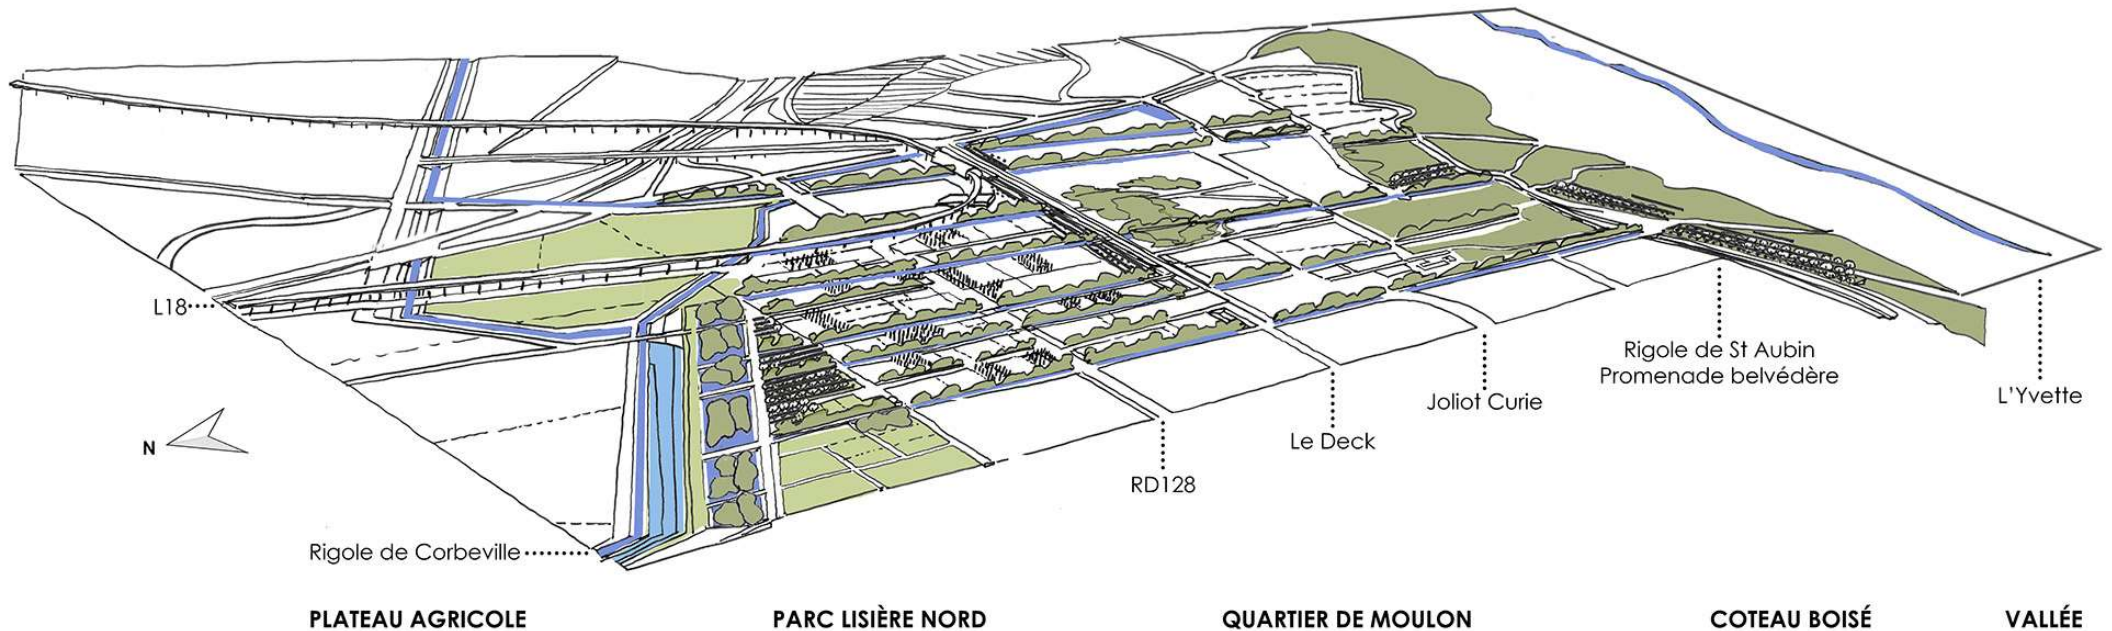 L18
Rigole de St Aubin
Promenade belvédère
L'Yvette
Joliot Curie
Le Deck
N
RD128
Rigole de Corbeville
PLATEAU AGRICOLE
PARC LISIÈRE NORD
QUARTIER DE MOULON
COTEAU BOISÉ
VALLÉE